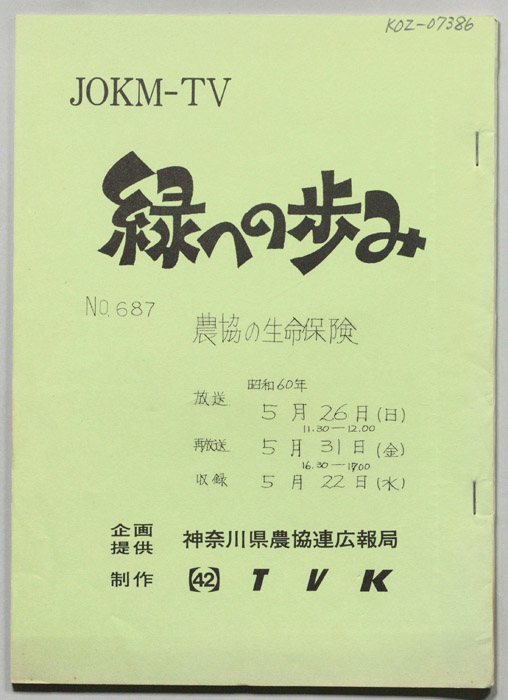 KOZ-07386
JOKM-TV
緑への歩み
NO.687
農協の生命保険
昭和60年
放送 5月26日(日)
11.30—12.00
再放送 5月31日(金)
16.30—17.00
収録 5月22日(水)
企画
提供 神奈川県農協連広報局
制作 【42】 TVK